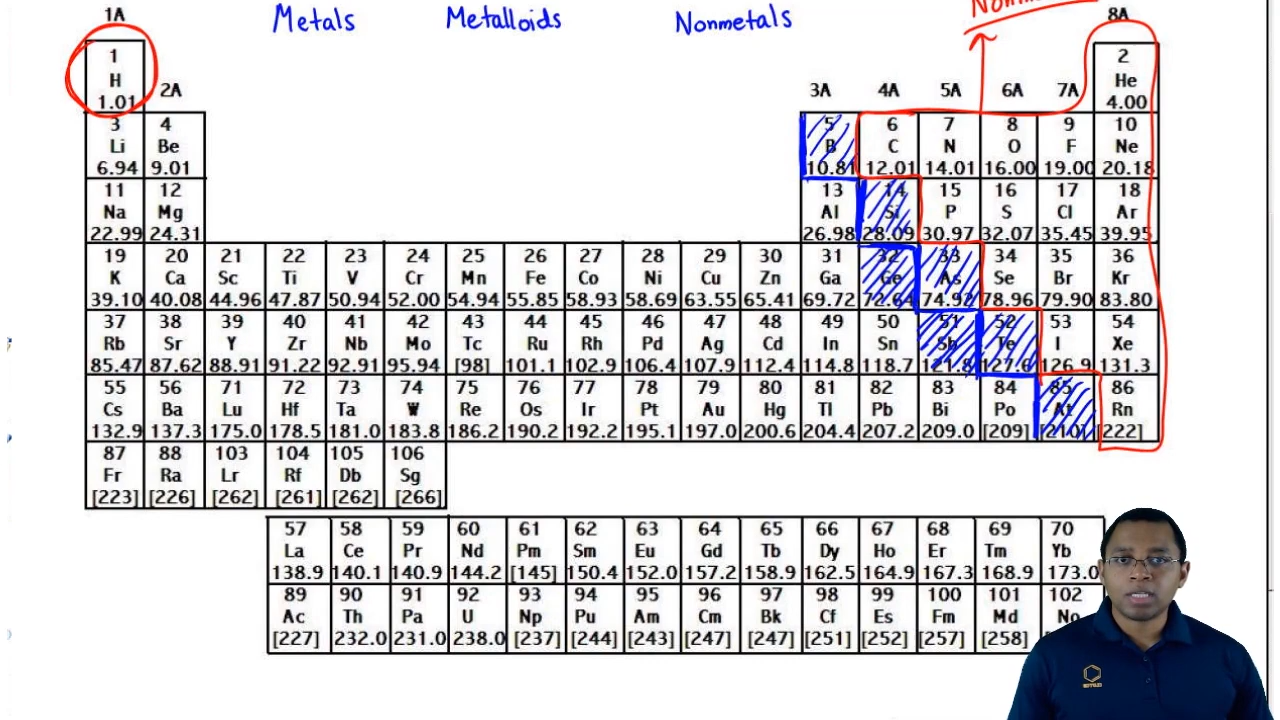 Metals Metalloids Nonmetals
1A 8A
1 2
H He
1.01 2A 3A 4A 5A 6A 7A 4.00
3 4 5 6 7 8 9 10
Li Be B C N O F Ne
6.94 9.01 10.81 12.01 14.01 16.00 19.00 20.18
11 12 13 14 15 16 17 18
Na Mg Al Si P S Cl Ar
22.99 24.31 26.98 28.09 30.97 32.07 35.45 39.95
19 20 21 22 23 24 25 26 27 28 29 30 31 32 33 34 35 36
K Ca Sc Ti V Cr Mn Fe Co Ni Cu Zn Ga Ge As Se Br Kr
39.10 40.08 44.96 47.87 50.94 52.00 54.94 55.85 58.93 58.69 63.55 65.41 69.72 72.64 74.92 78.96 79.90 83.80
37 38 39 40 41 42 43 44 45 46 47 48 49 50 51 52 53 54
Rb Sr Y Zr Nb Mo Tc Ru Rh Pd Ag Cd In Sn Sb Te I Xe
85.47 87.62 88.91 91.22 92.91 95.94 [98] 101.1 102.9 106.4 107.9 112.4 114.8 118.7 121.8 127.6 126.9 131.3
55 56 71 72 73 74 75 76 77 78 79 80 81 82 83 84 85 86
Cs Ba Lu Hf Ta W Re Os Ir Pt Au Hg Tl Pb Bi Po At Rn
132.9 137.3 175.0 178.5 181.0 183.8 186.2 190.2 192.2 195.1 197.0 200.6 204.4 207.2 209.0 [209] [210] [222]
87 88 103 104 105 106
Fr Ra Lr Rf Db Sg
[223] [226] [262] [261] [262] [266]
57 58 59 60 61 62 63 64 65 66 67 68 69 70
La Ce Pr Nd Pm Sm Eu Gd Tb Dy Ho Er Tm Yb
138.9 140.1 140.9 144.2 [145] 150.4 152.0 157.2 158.9 162.5 164.9 167.3 168.9 173.0
89 90 91 92 93 94 95 96 97 98 99 100 101 102
Ac Th Pa U Np Pu Am Cm Bk Cf Es Fm Md No
[227] 232.0 231.0 238.0 [237] [244] [243] [247] [247] [251] [252] [257] [258]